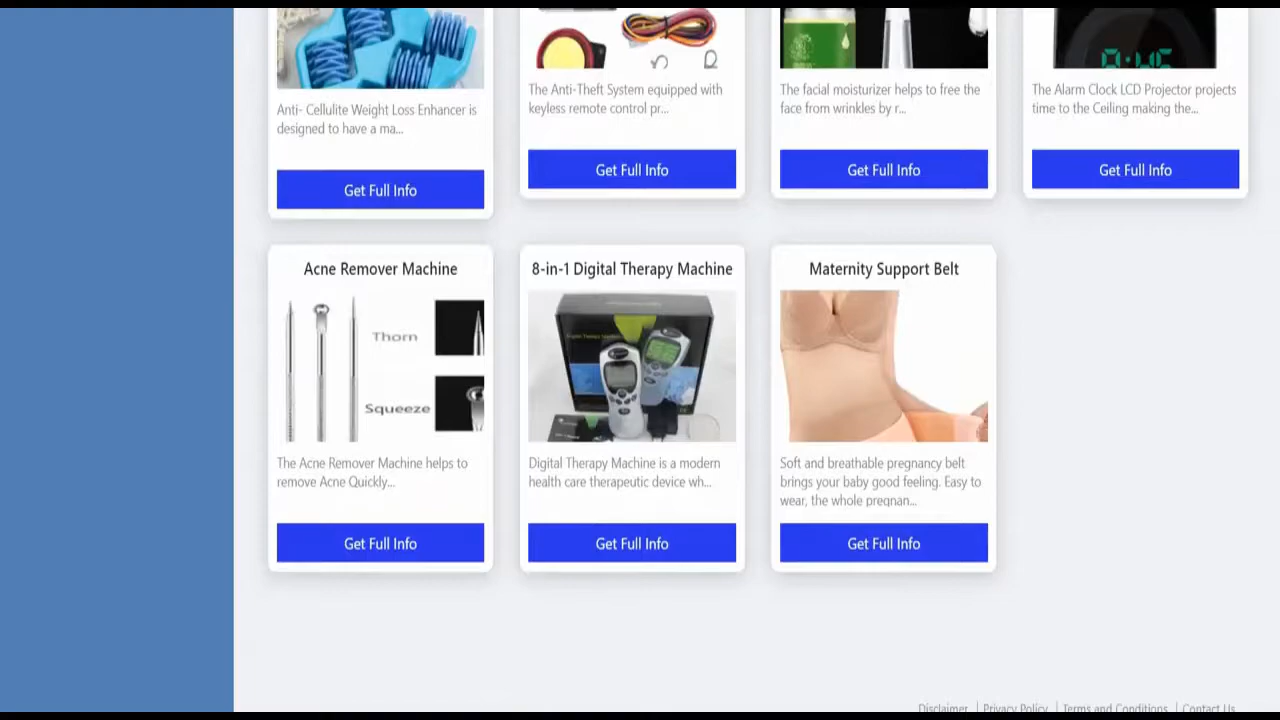 0:45
Anti- Cellulite Weight Loss Enhancer is
designed to have a ma...
Get Full Info
The Anti-Theft System equipped with
keyless remote control pr...
Get Full Info
The facial moisturizer helps to free the
face from wrinkles by r...
Get Full Info
The Alarm Clock LCD Projector projects
time to the Ceiling making the...
Get Full Info
Acne Remover Machine
Thorn
Squeeze
The Acne Remover Machine helps to
remove Acne Quickly...
Get Full Info
8-in-1 Digital Therapy Machine
Digital Therapy Machine is a modern
health care therapeutic device wh...
Get Full Info
Maternity Support Belt
Soft and breathable pregnancy belt
brings your baby good feeling. Easy to
wear, the whole pregnan...
Get Full Info
Disclaimer | Privacy Policy | Terms and Conditions | Contact Us